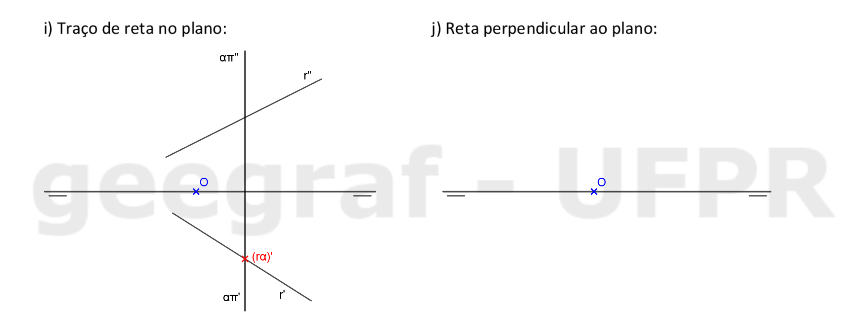 i) Traço de reta no plano:
j) Reta perpendicular ao plano:
απ"
r"
O
O
geegraf - UFPR
(rα)'
απ'
r'